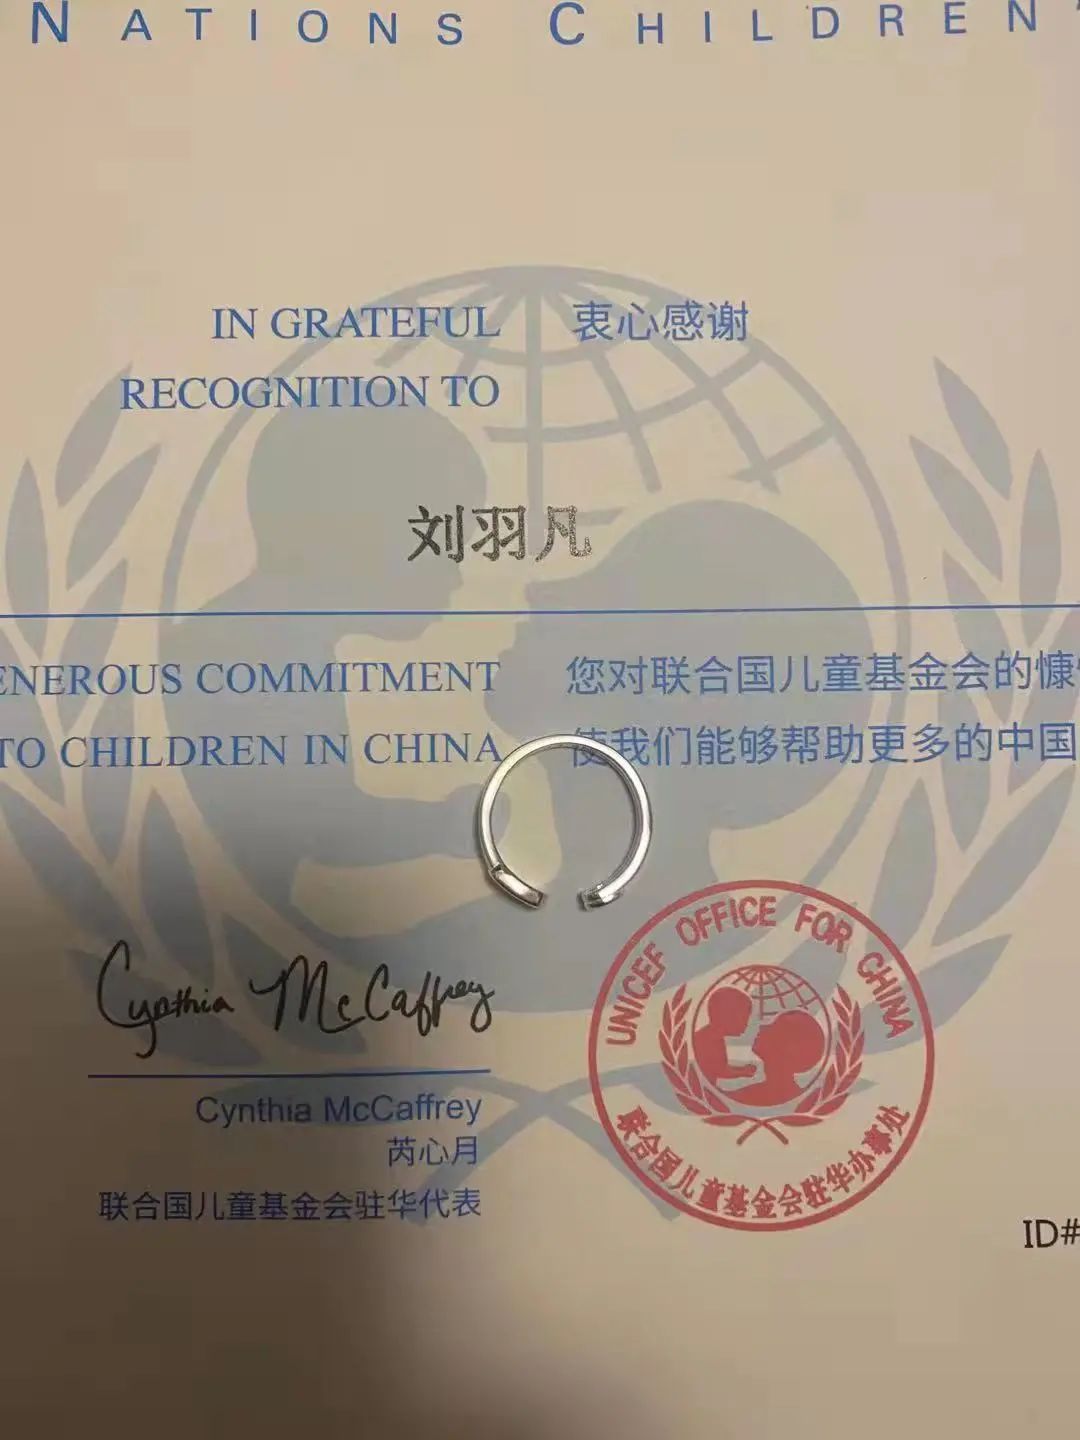 NATIONS CHILDREN'
IN GRATEFUL 衷心感谢
RECOGNITION TO
刘羽凡
ENEROUS COMMITMENT 您对联合国儿童基金会的慷
TO CHILDREN IN CHINA 使我们能够帮助更多的中国
Cynthia McCaffrey
UNICEF OFFICE FOR CHINA
Cynthia McCaffrey
芮心月
联合国儿童基金会驻华代表
联合国儿童基金会驻华办事处
ID#